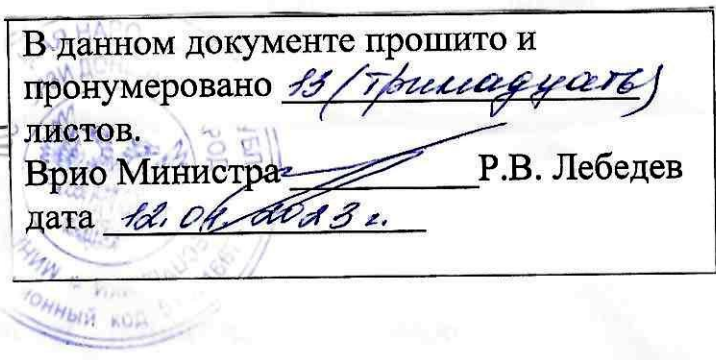 В данном документе прошито и
пронумеровано 13 (тринадцать)
листов.
Врио Министра Р.В. Лебедев
дата 12.04.2023 г.